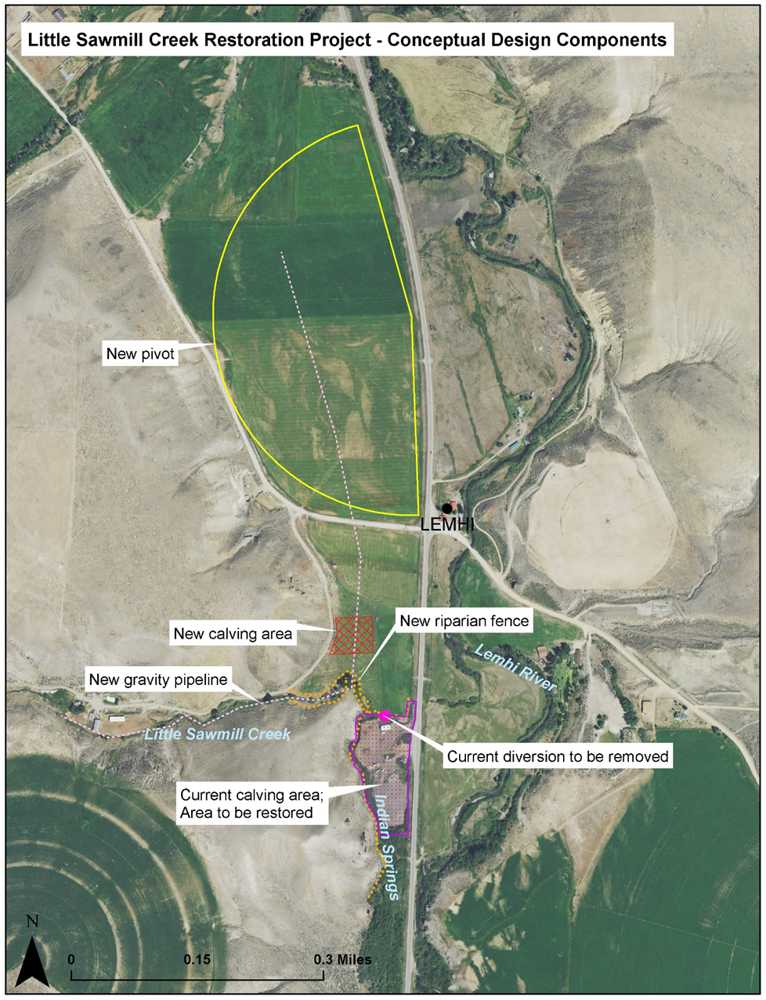 Little Sawmill Creek Restoration Project - Conceptual Design Components
New pivot
LEMHI
New riparian fence
New calving area
Lemhi River
New gravity pipeline
Little Sawmill Creek
Current diversion to be removed
Current calving area;
Area to be restored
Indian Springs
N
0
0.15
0.3 Miles